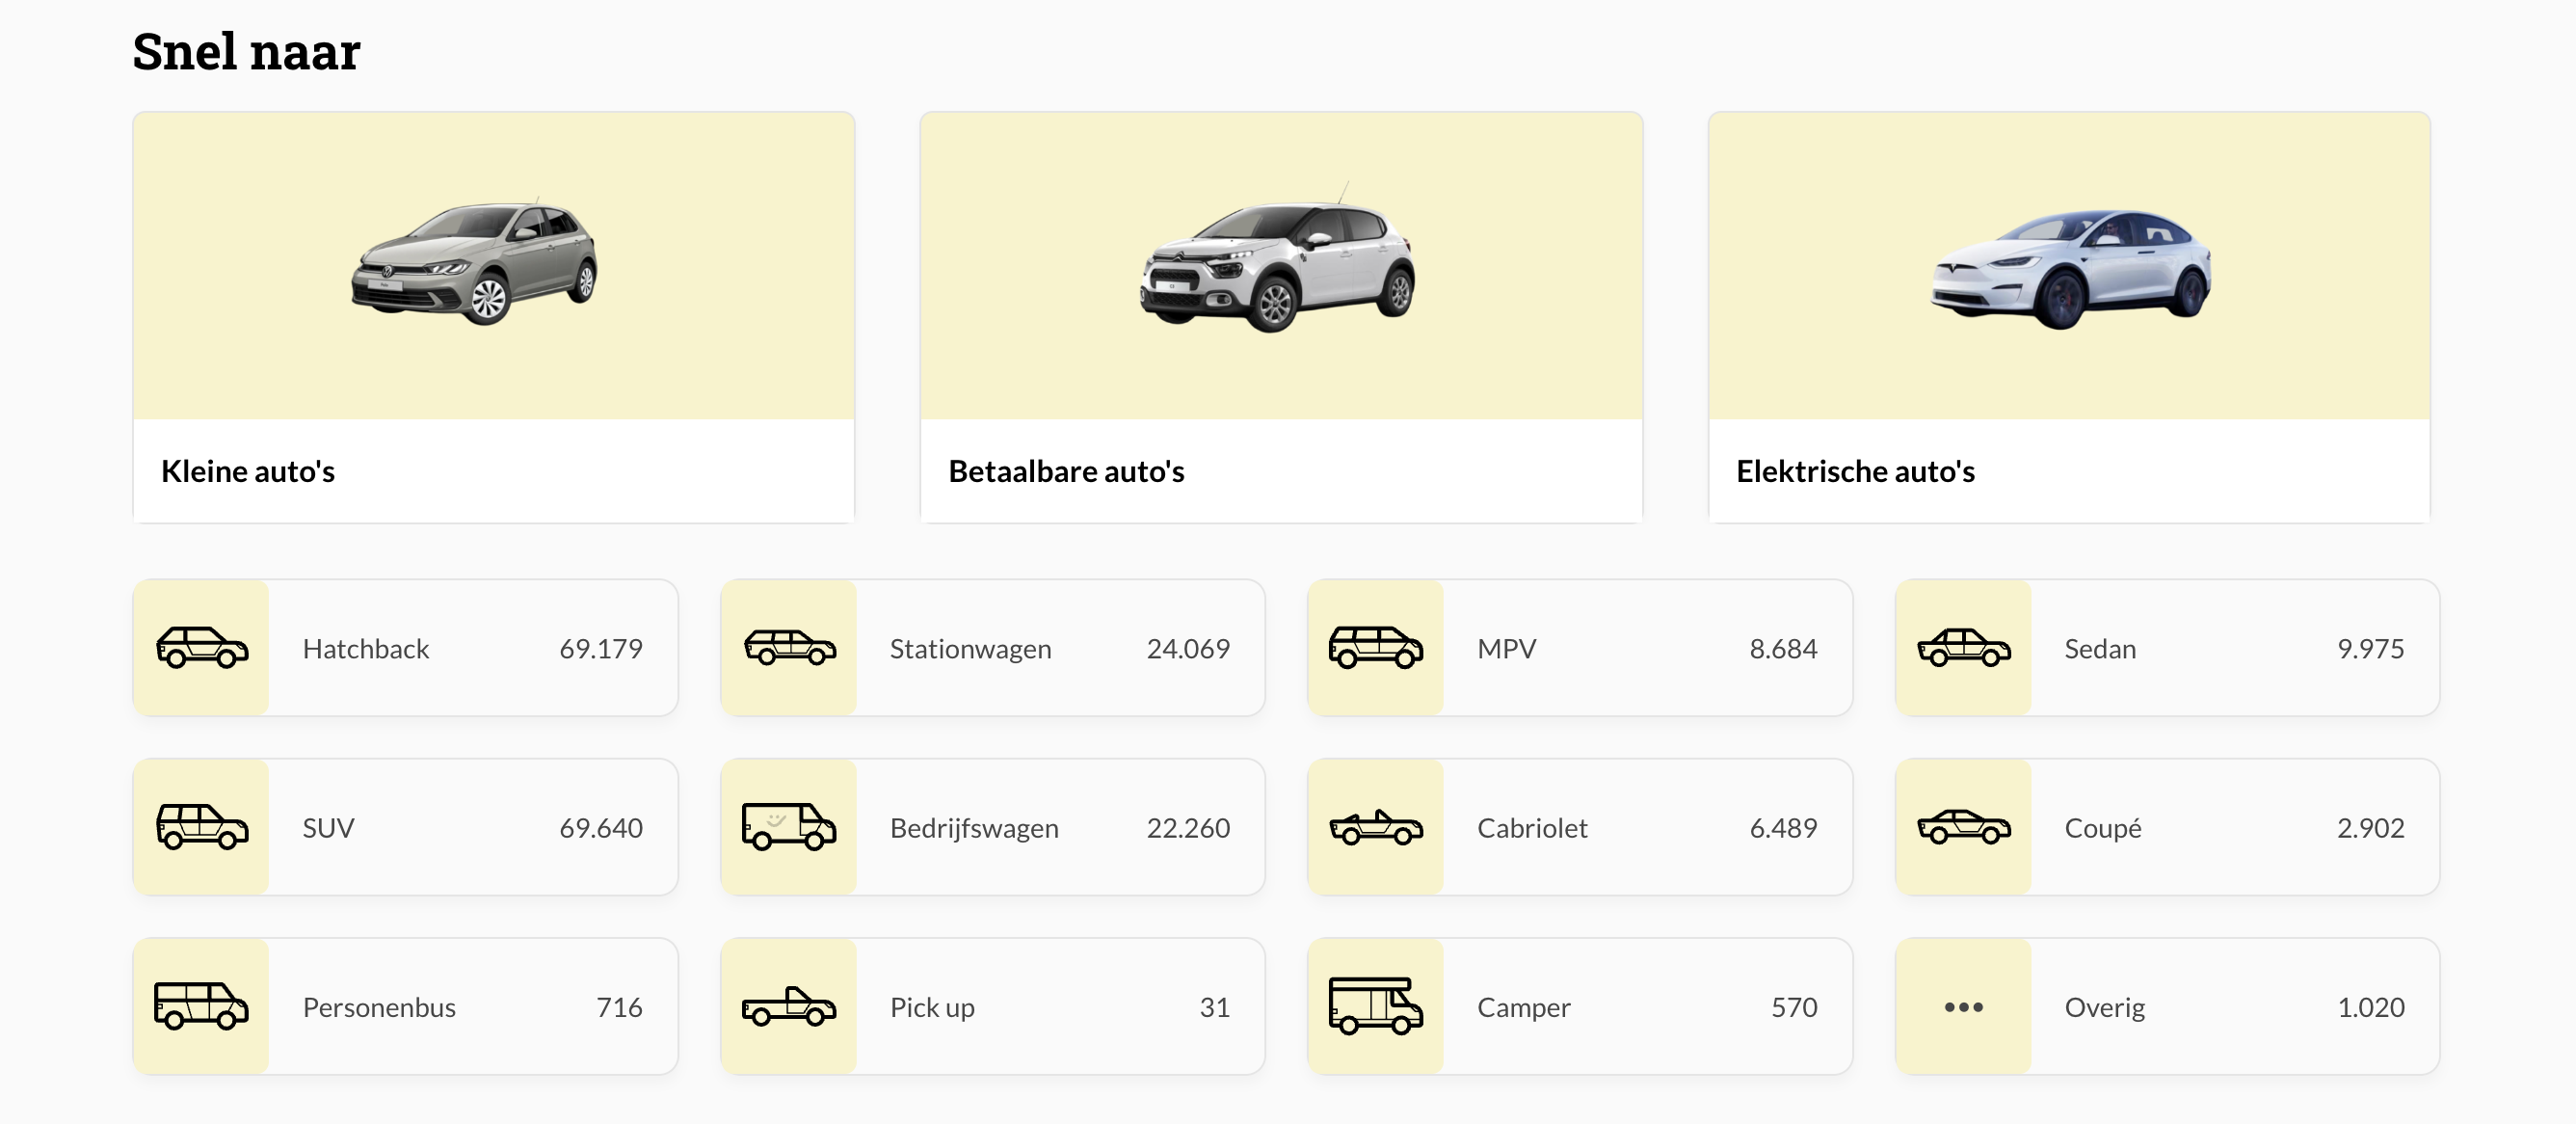 Snel naar
Kleine auto's
Betaalbare auto's
Elektrische auto's
Hatchback 69.179
Stationwagen 24.069
MPV 8.684
Sedan 9.975
SUV 69.640
Bedrijfswagen 22.260
Cabriolet 6.489
Coupé 2.902
Personenbus 716
Pick up 31
Camper 570
Overig 1.020